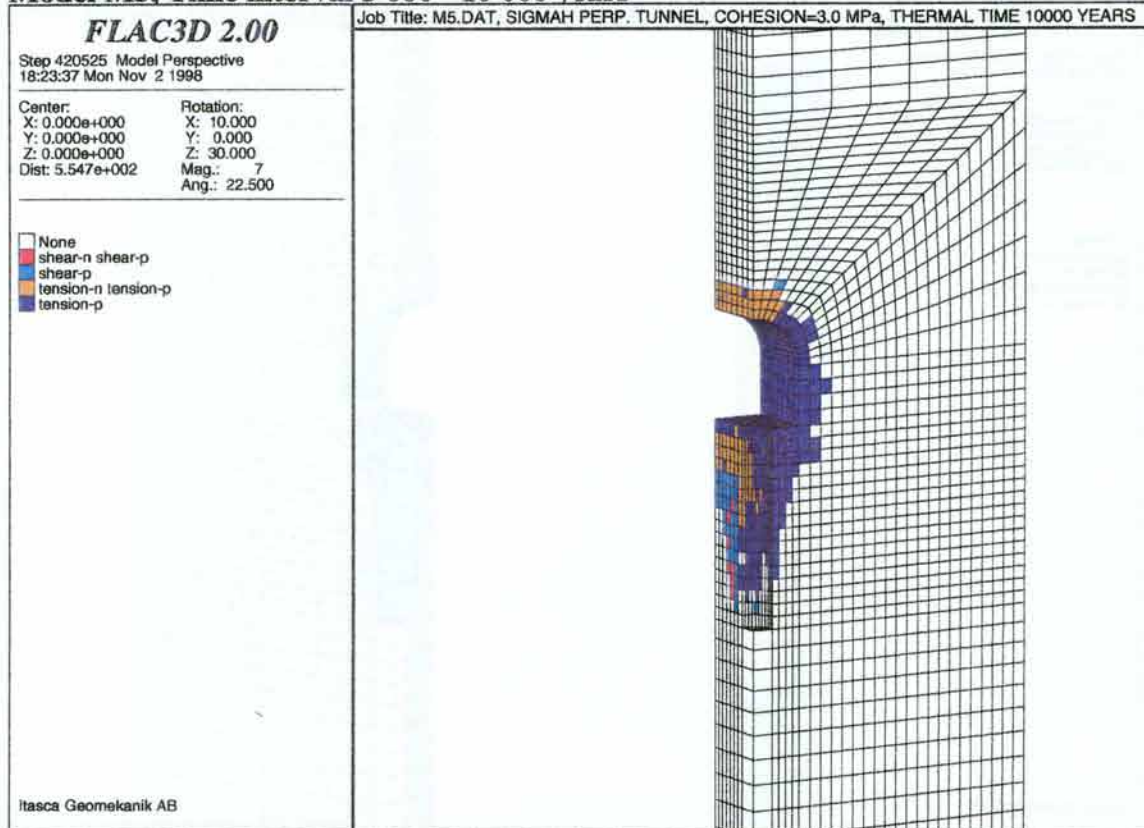 FLAC3D 2.00
Step 420525 Model Perspective
18:23:37 Mon Nov 2 1998
Center:
X: 0.000e+000
Y: 0.000e+000
Z: 0.000e+000
Dist: 5.547e+002
Rotation:
X: 10.000
Y: 0.000
Z: 30.000
Mag.: 7
Ang.: 22.500
None
shear-n shear-p
shear-p
tension-n tension-p
tension-p
Itasca Geomekanik AB
Job Title: M5.DAT, SIGMAH PERP. TUNNEL, COHESION=3.0 MPa, THERMAL TIME 10000 YEARS